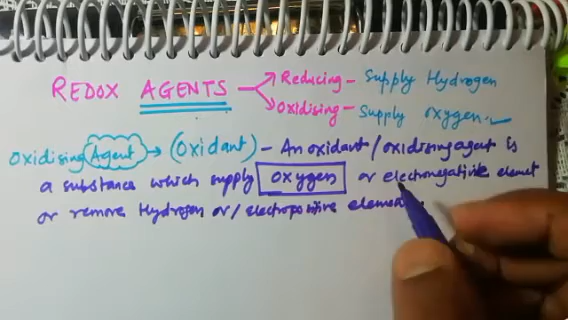 REDOX AGENTS → Reducing - Supply Hydrogen
→ Oxidising - Supply oxygen.
Oxidising Agent → (Oxidant) - An oxidant / oxidising agent is
a substance which supply oxygen or electronegative elemet
or remove Hydrogen or / electropositive element